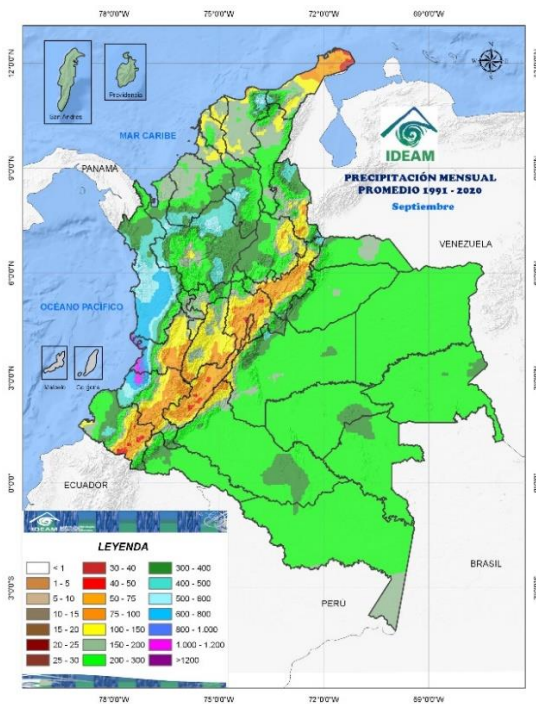 78°0'0"W 75°0'0"W 72°0'0"W 69°0'0"W
12°0'0"N
San Andrés
Providencia
MAR CARIBE
IDEAM
PANAMÁ
9°0'0"N
PRECIPITACIÓN MENSUAL
PROMEDIO 1991 - 2020
Septiembre
VENEZUELA
6°0'0"N
OCÉANO PACÍFICO
3°0'0"N
Malpelo
Gorgona
0°0'0"
ECUADOR
IDEAM
LEYENDA
< 1 30 - 40 300 - 400
1 - 5 40 - 50 400 - 500
5 - 10 50 - 75 500 - 600
10 - 15 75 - 100 600 - 800
15 - 20 100 - 150 800 - 1.000
20 - 25 150 - 200 1.000 - 1.200
25 - 30 200 - 300 >1200
BRASIL
PERÚ
3°0'0"S
78°0'0"W 75°0'0"W 72°0'0"W 69°0'0"W